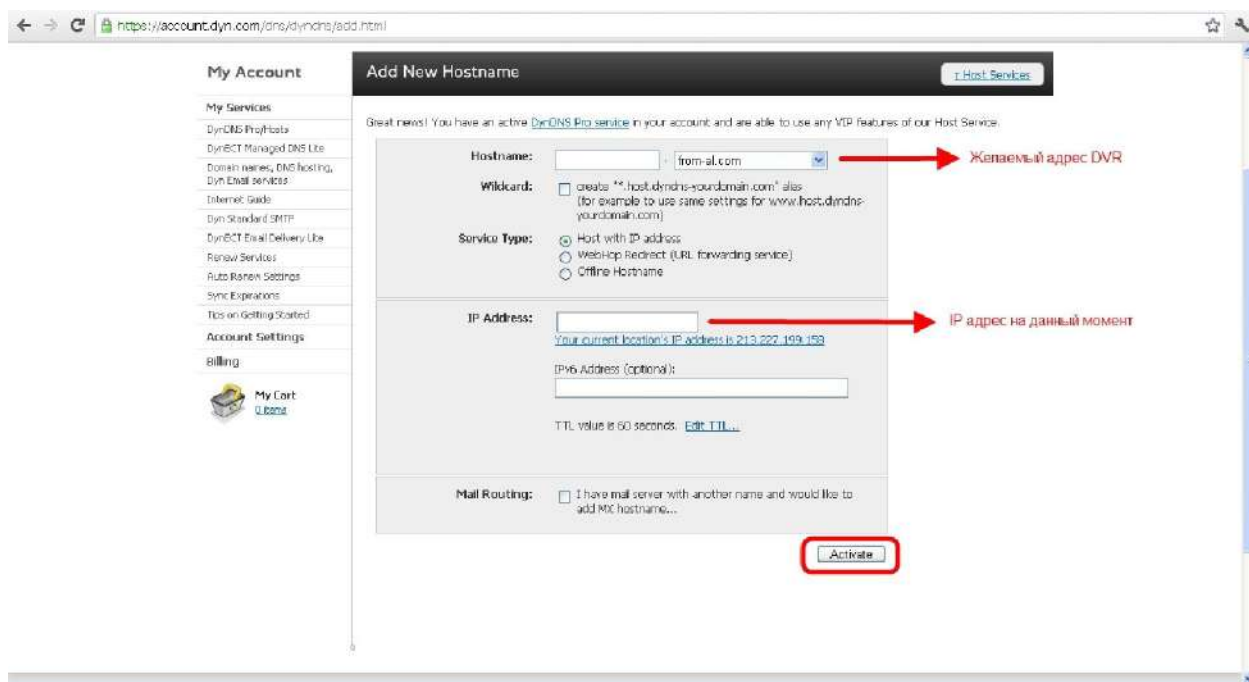 https://account.dyn.com/dns/dyndns/add.html
My Account
My Services
DynDNS Pro/Hosts
DynECT Managed DNS Lite
Domain names, DNS hosting,
Dyn Email services
Internet Guide
Dyn Standard SMTP
DynECT Email Delivery Lite
Renew Services
Auto Renew Settings
Sync Expirations
Tips on Getting Started
Account Settings
Billing
My Cart
0 items
Add New Hostname
Host Services
Great news! You have an active DynDNS Pro service in your account and are able to use any VIP features of our Host Service.
Hostname:
from-al.com
Желаемый адрес DVR
Wildcard:
create "*.host.dyndns-yourdomain.com" alias
(for example to use same settings for www.host.dyndns-
yourdomain.com)
Service Type:
Host with IP address
WebHop Redirect (URL forwarding service)
Offline Hostname
IP Address:
IP адрес на данный момент
Your current location's IP address is 213.227.199.159
IPv6 Address (optional):
TTL value is 60 seconds. Edit TTL...
Mail Routing:
I have mail server with another name and would like to
add MX hostname...
Activate